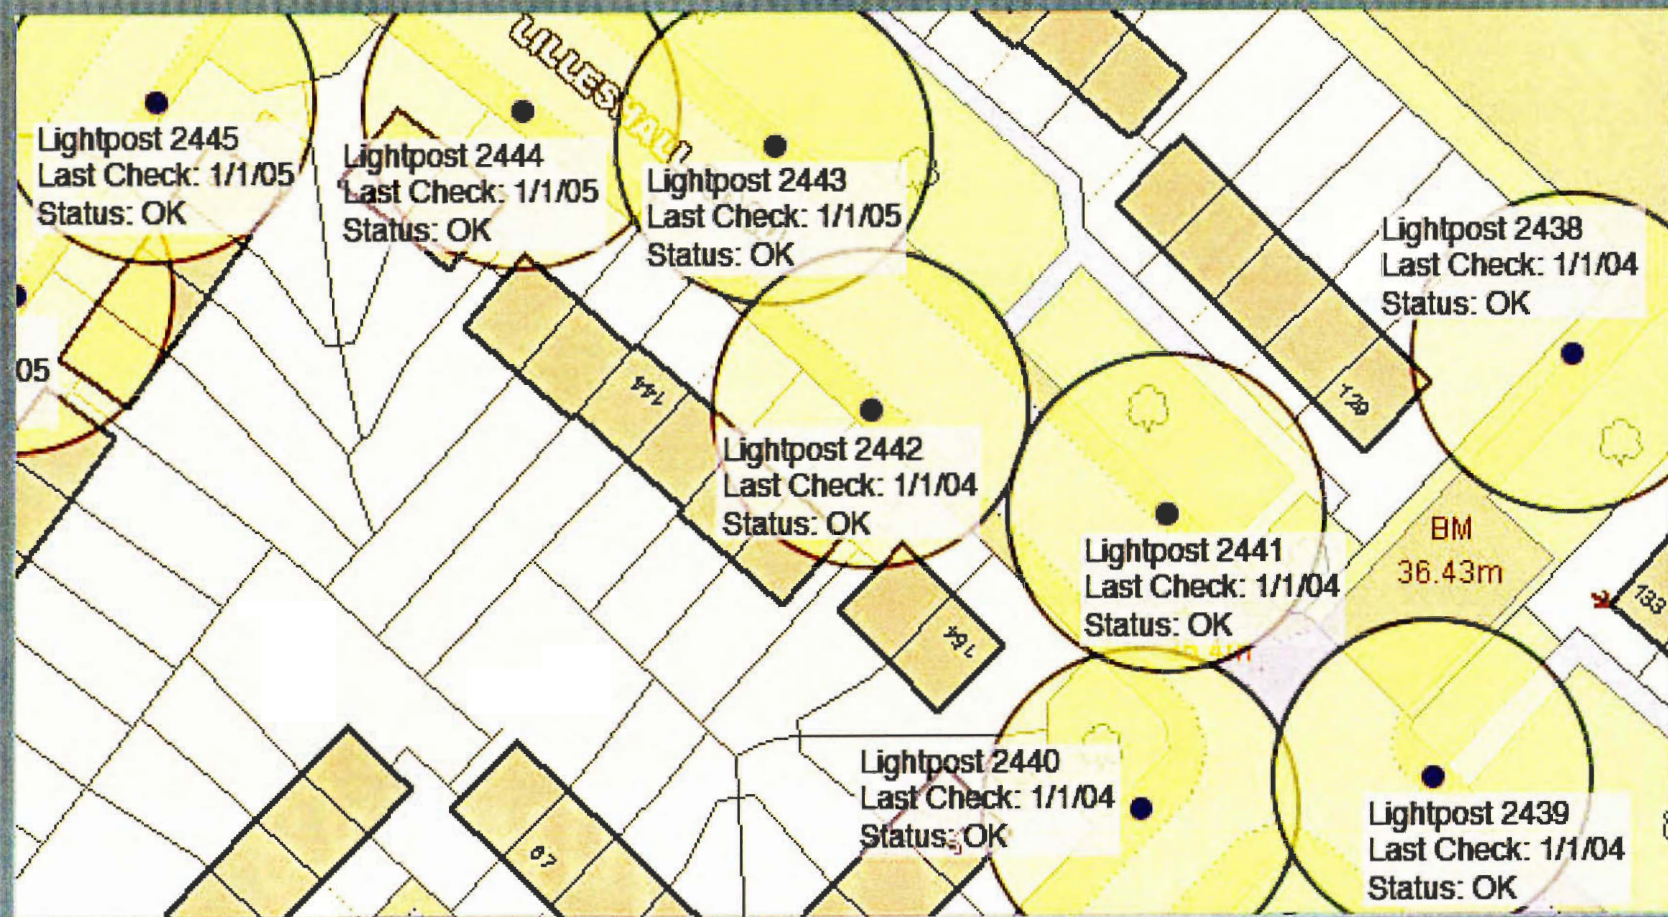 LILLESHALL
Lightpost 2445
Last Check: 1/1/05
Status: OK
Lightpost 2444
Last Check: 1/1/05
Status: OK
Lightpost 2443
Last Check: 1/1/05
Status: OK
Lightpost 2438
Last Check: 1/1/04
Status: OK
05
144
129
Lightpost 2442
Last Check: 1/1/04
Status: OK
Lightpost 2441
Last Check: 1/1/04
Status: OK
BM
36.43m
133
164
Lightpost 2440
Last Check: 1/1/04
Status: OK
Lightpost 2439
Last Check: 1/1/04
Status: OK
67